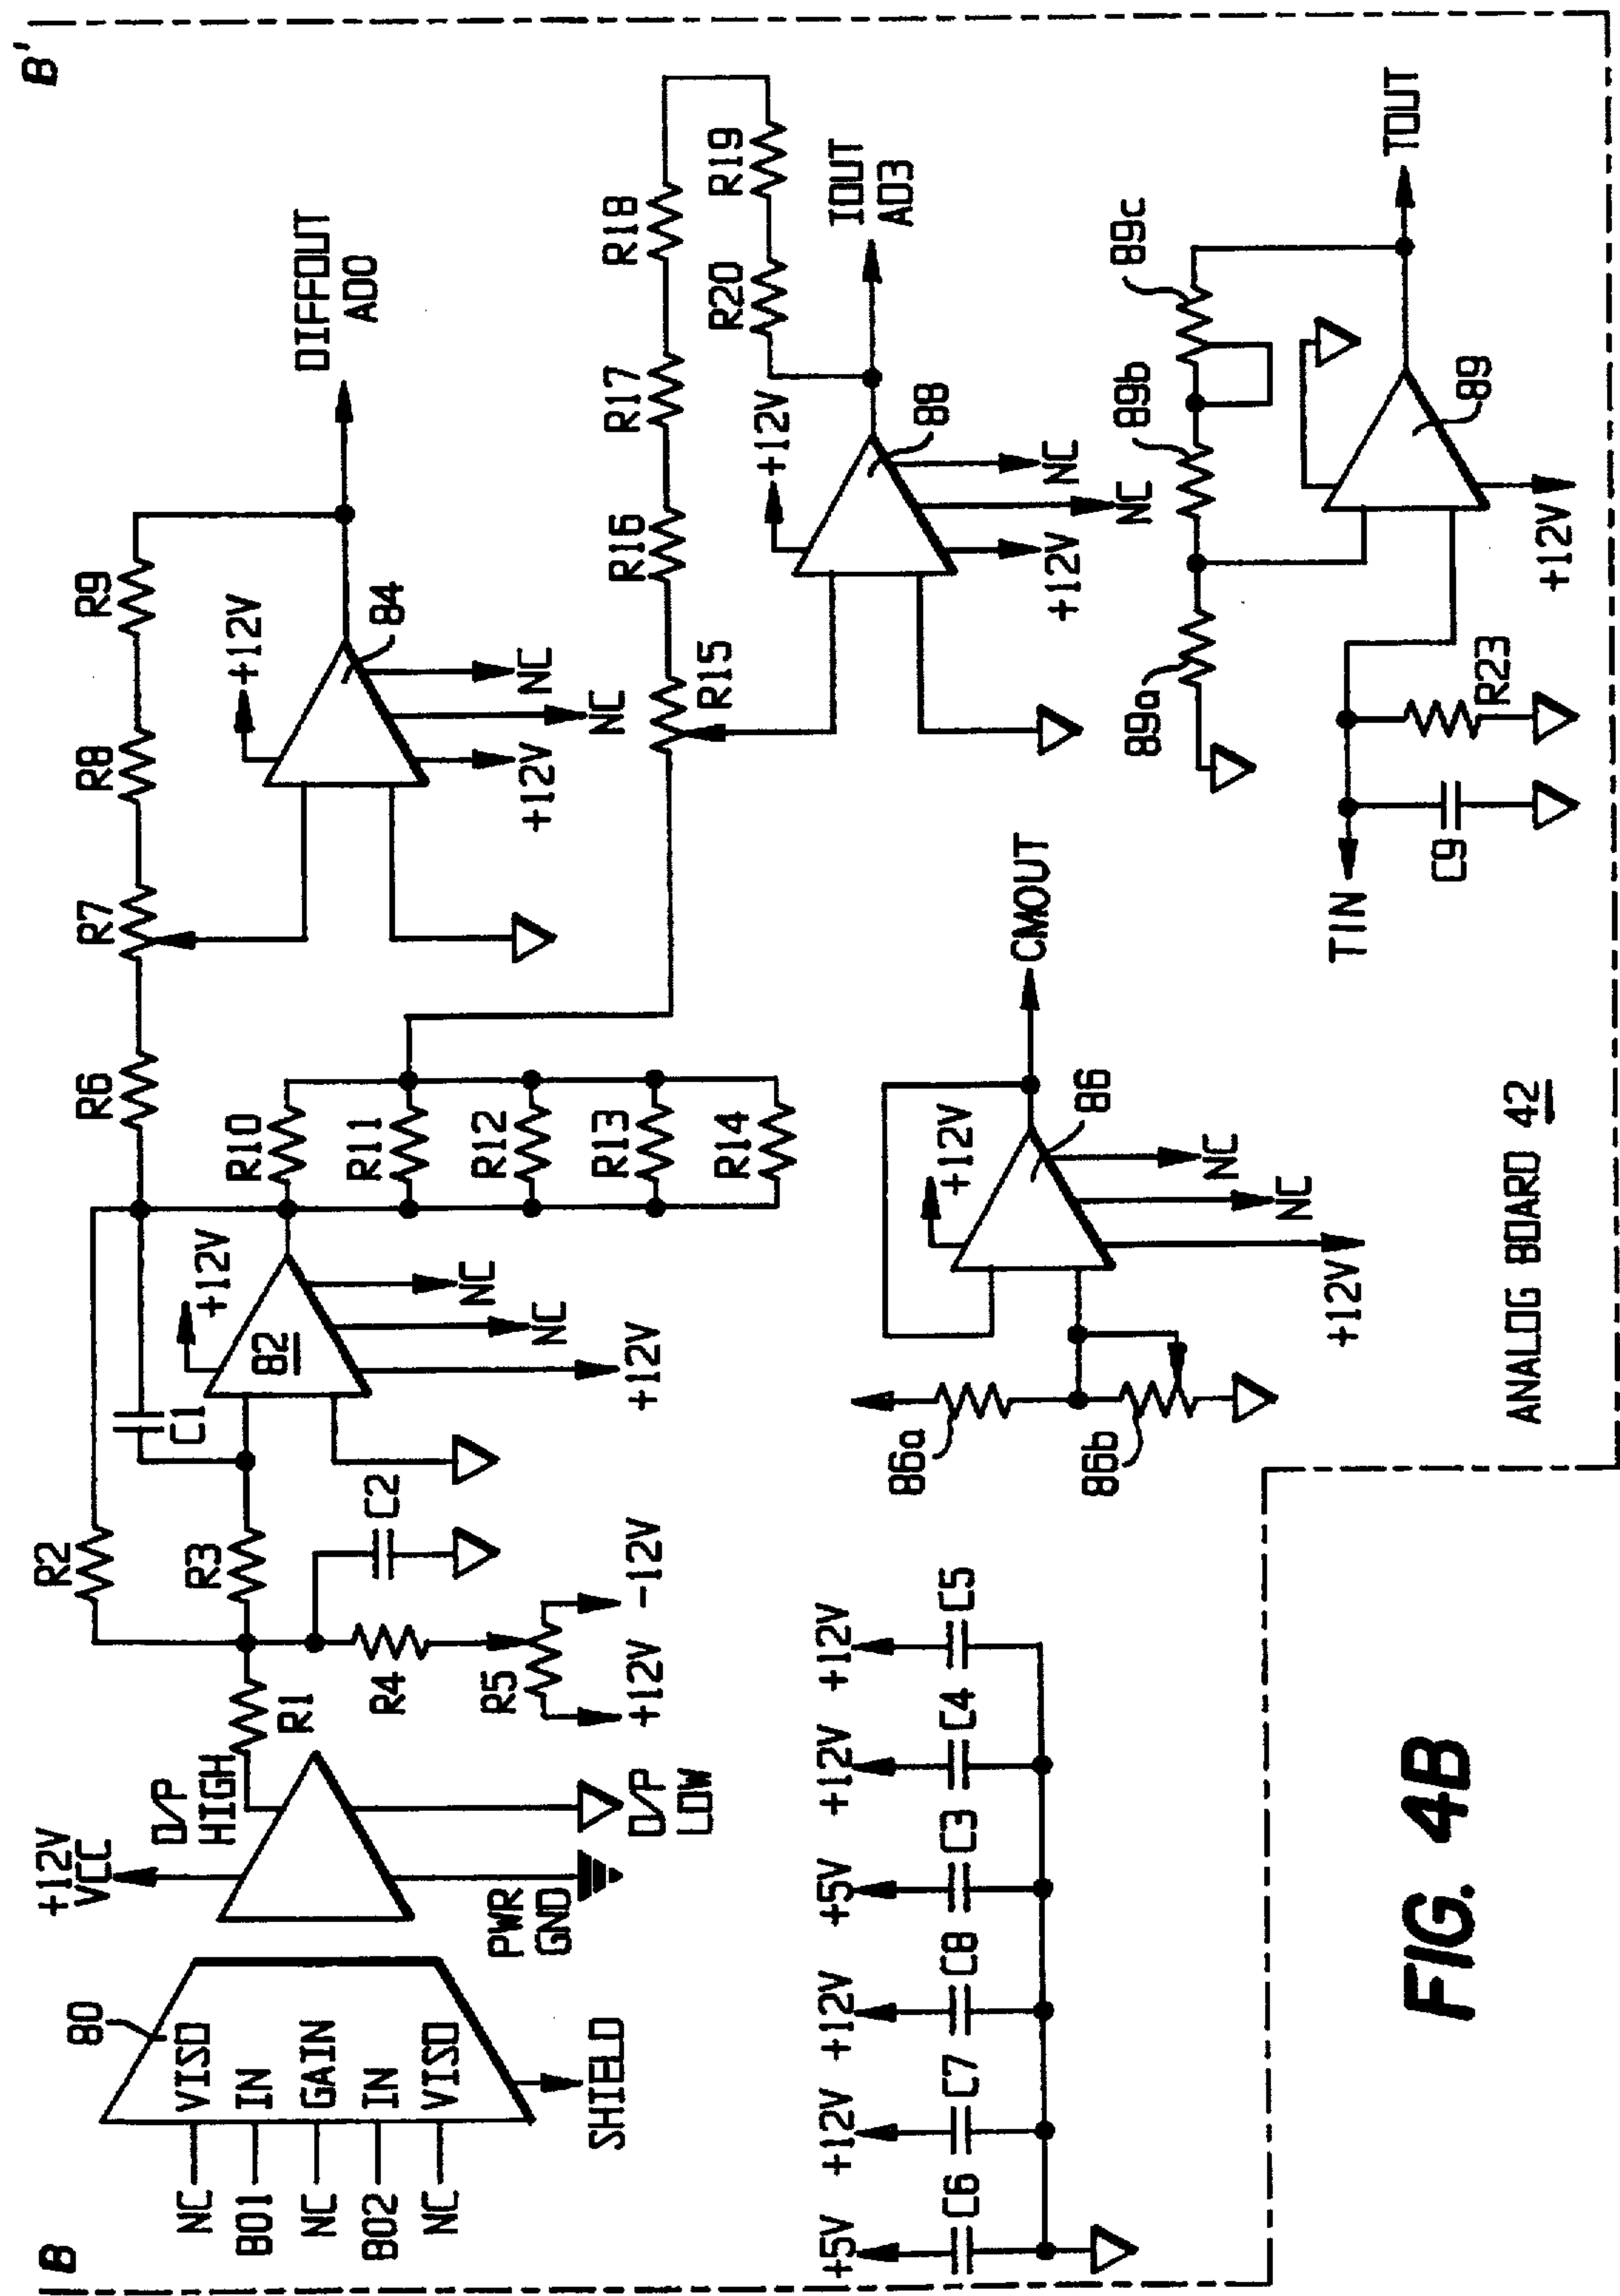 B
B'
80
VISO
IN
GAIN
IN
VISO
NC
BO1
NC
BO2
NC
SHIELD
+12V
VCC
O/P
HIGH
PWR
GND
O/P
LOW
R1
R2
R3
R4
R5
+12V
-12V
C2
C1
82
+12V
NC
NC
+12V
R6
R7
R8
R9
R10
R11
R12
R13
R14
+12V
84
NC
NC
+12V
DIFFOUT
AD0
R15
R16
R17
R18
R19
R20
+12V
88
NC
NC
+12V
IOUT
AD3
86a
86b
+12V
86
NC
NC
+12V
CMOUT
89a
89b
89c
89
+12V
TOUT
TIN
C9
R23
+5V
+12V
+12V
+5V
+12V
+12V
C6
C7
C8
C3
C4
C5
ANALOG BOARD 42
FIG. 4B